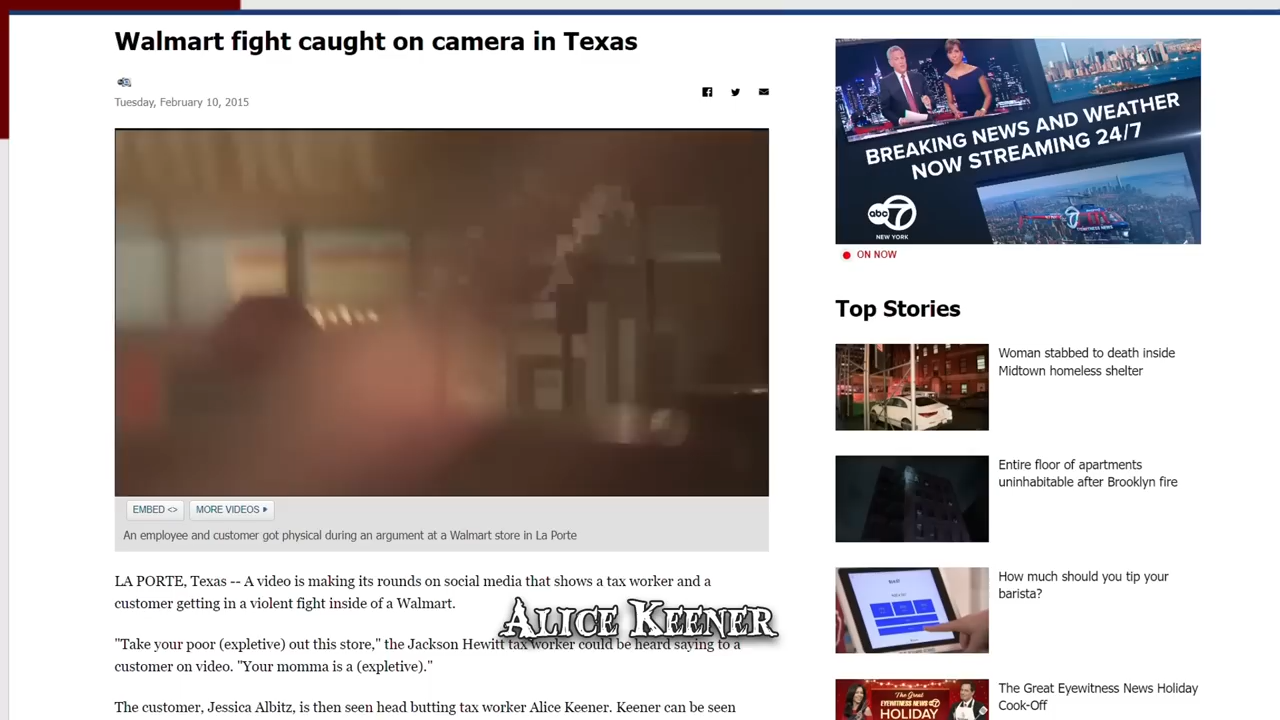 Walmart fight caught on camera in Texas
Tuesday, February 10, 2015
EMBED <>
MORE VIDEOS
An employee and customer got physical during an argument at a Walmart store in La Porte
LA PORTE, Texas -- A video is making its rounds on social media that shows a tax worker and a
customer getting in a violent fight inside of a Walmart.
ALICE KEENER
"Take your poor (expletive) out this store," the Jackson Hewitt tax worker could be heard saying to a
customer on video. "Your momma is a (expletive)."
The customer, Jessica Albitz, is then seen head butting tax worker Alice Keener. Keener can be seen
BREAKING NEWS AND WEATHER
NOW STREAMING 24/7
abc 7
NEW YORK
ON NOW
Top Stories
Woman stabbed to death inside
Midtown homeless shelter
Entire floor of apartments
uninhabitable after Brooklyn fire
How much should you tip your
barista?
The Great Eyewitness News Holiday
Cook-Off
The Great
EYEWITNESS NEWS
HOLIDAY